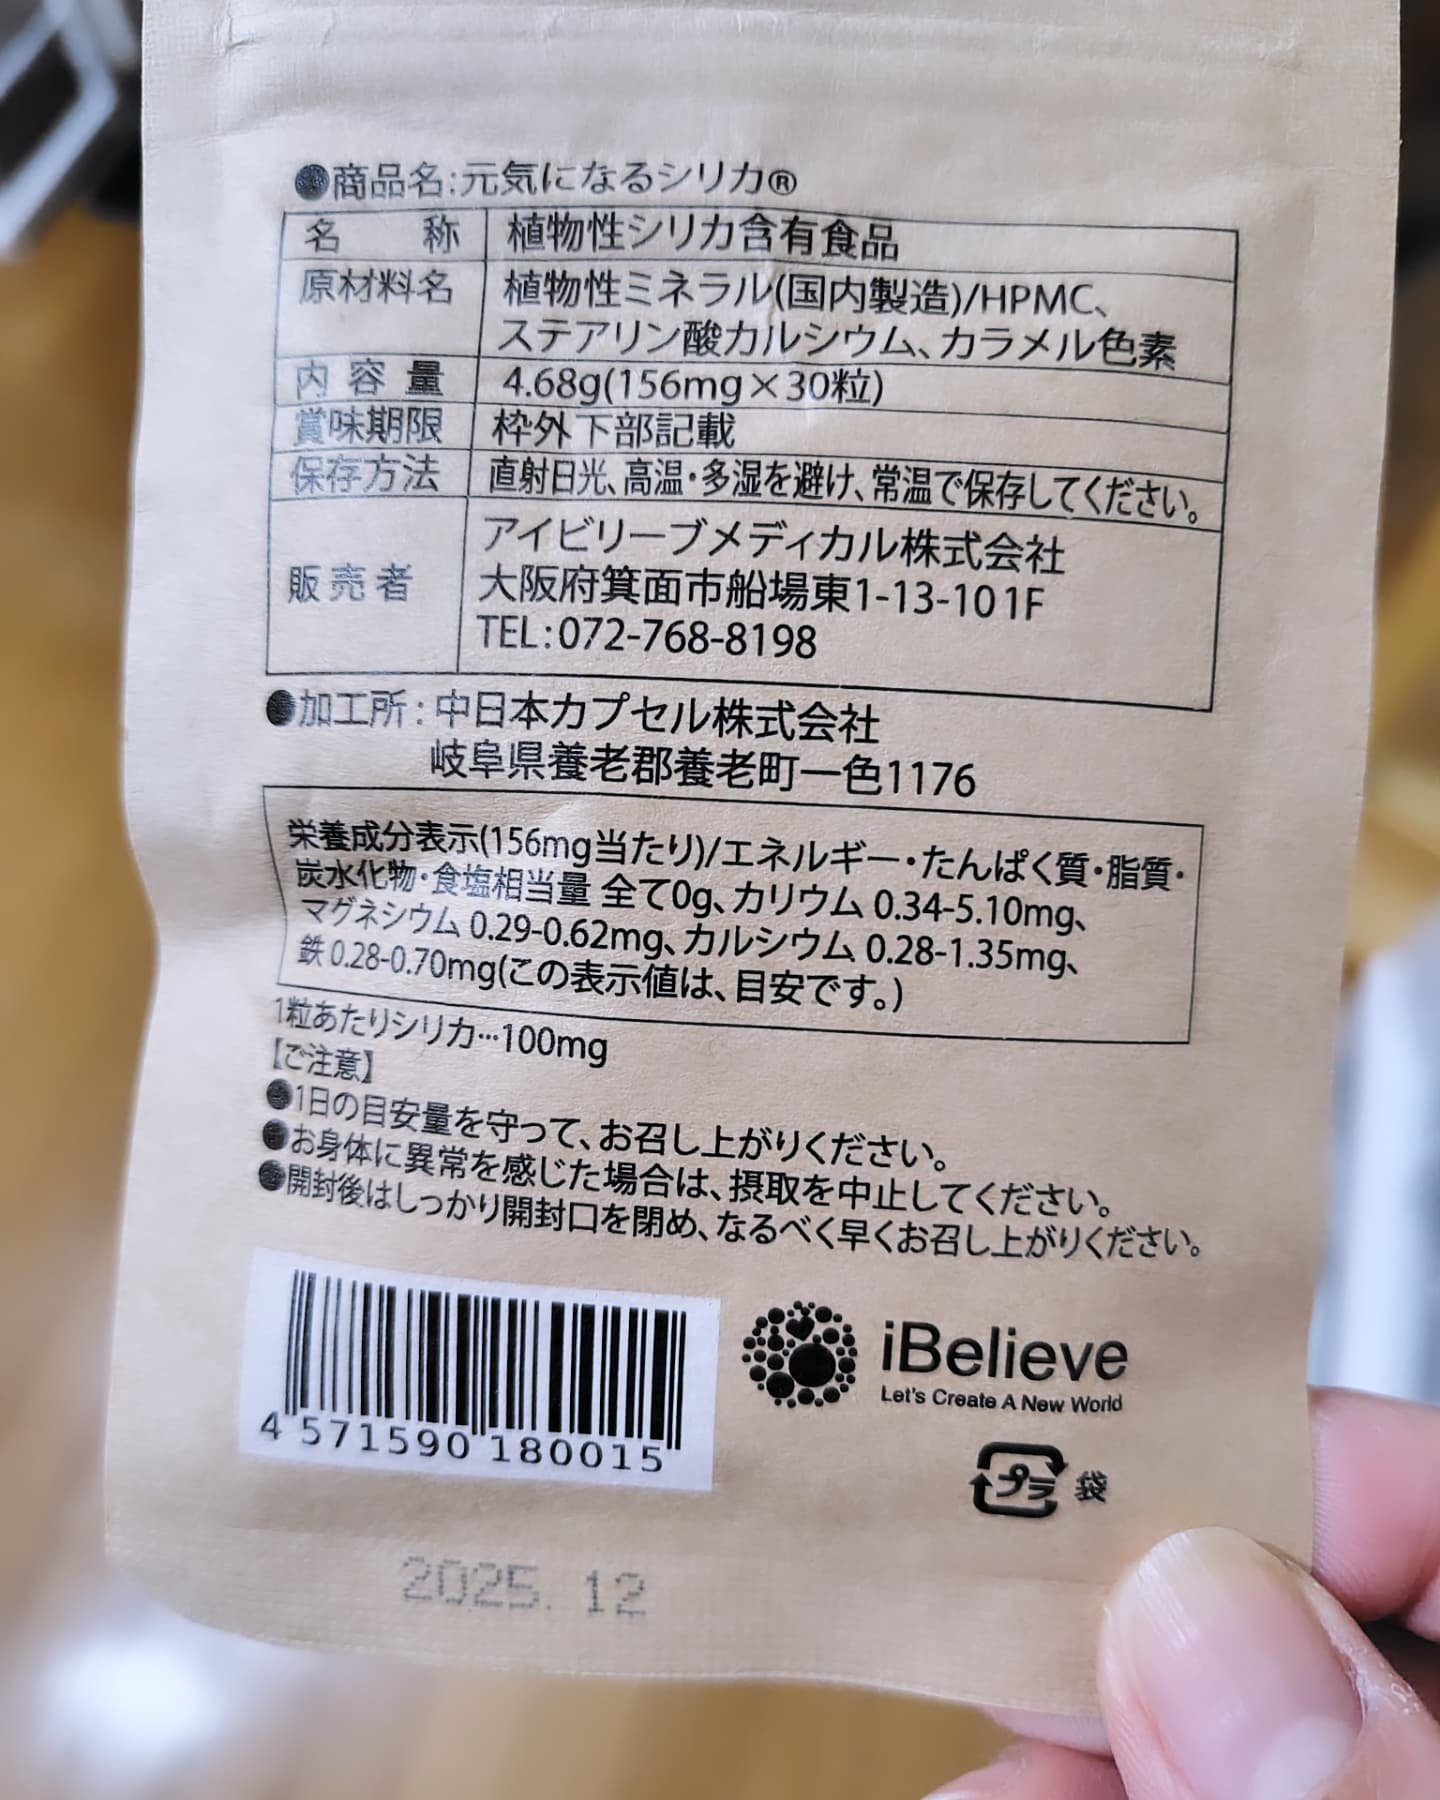 ●商品名:元気になるシリカ®
名 称 植物性シリカ含有食品
原材料名 植物性ミネラル(国内製造)/HPMC、
ステアリン酸カルシウム、カラメル色素
内容量 4.68g(156mg×30粒)
賞味期限 枠外下部記載
保存方法 直射日光、高温・多湿を避け、常温で保存してください。
販売者 アイビリーブメディカル株式会社
大阪府箕面市船場東1-13-10 1F
TEL:072-768-8198
●加工所:中日本カプセル株式会社
岐阜県養老郡養老町一色1176
栄養成分表示(156mg当たり)/エネルギー・たんぱく質・脂質・
炭水化物・食塩相当量 全て0g、カリウム 0.34-5.10mg、
マグネシウム 0.29-0.62mg、カルシウム 0.28-1.35mg、
鉄 0.28-0.70mg(この表示値は、目安です。)
1粒あたりシリカ…100mg
【ご注意】
●1日の目安量を守って、お召し上がりください。
●お身体に異常を感じた場合は、摂取を中止してください。
●開封後はしっかり開封口を閉め、なるべく早くお召し上がりください。
4 571590 180015
iBelieve
Let's Create A New World
プラ 袋
2025. 12